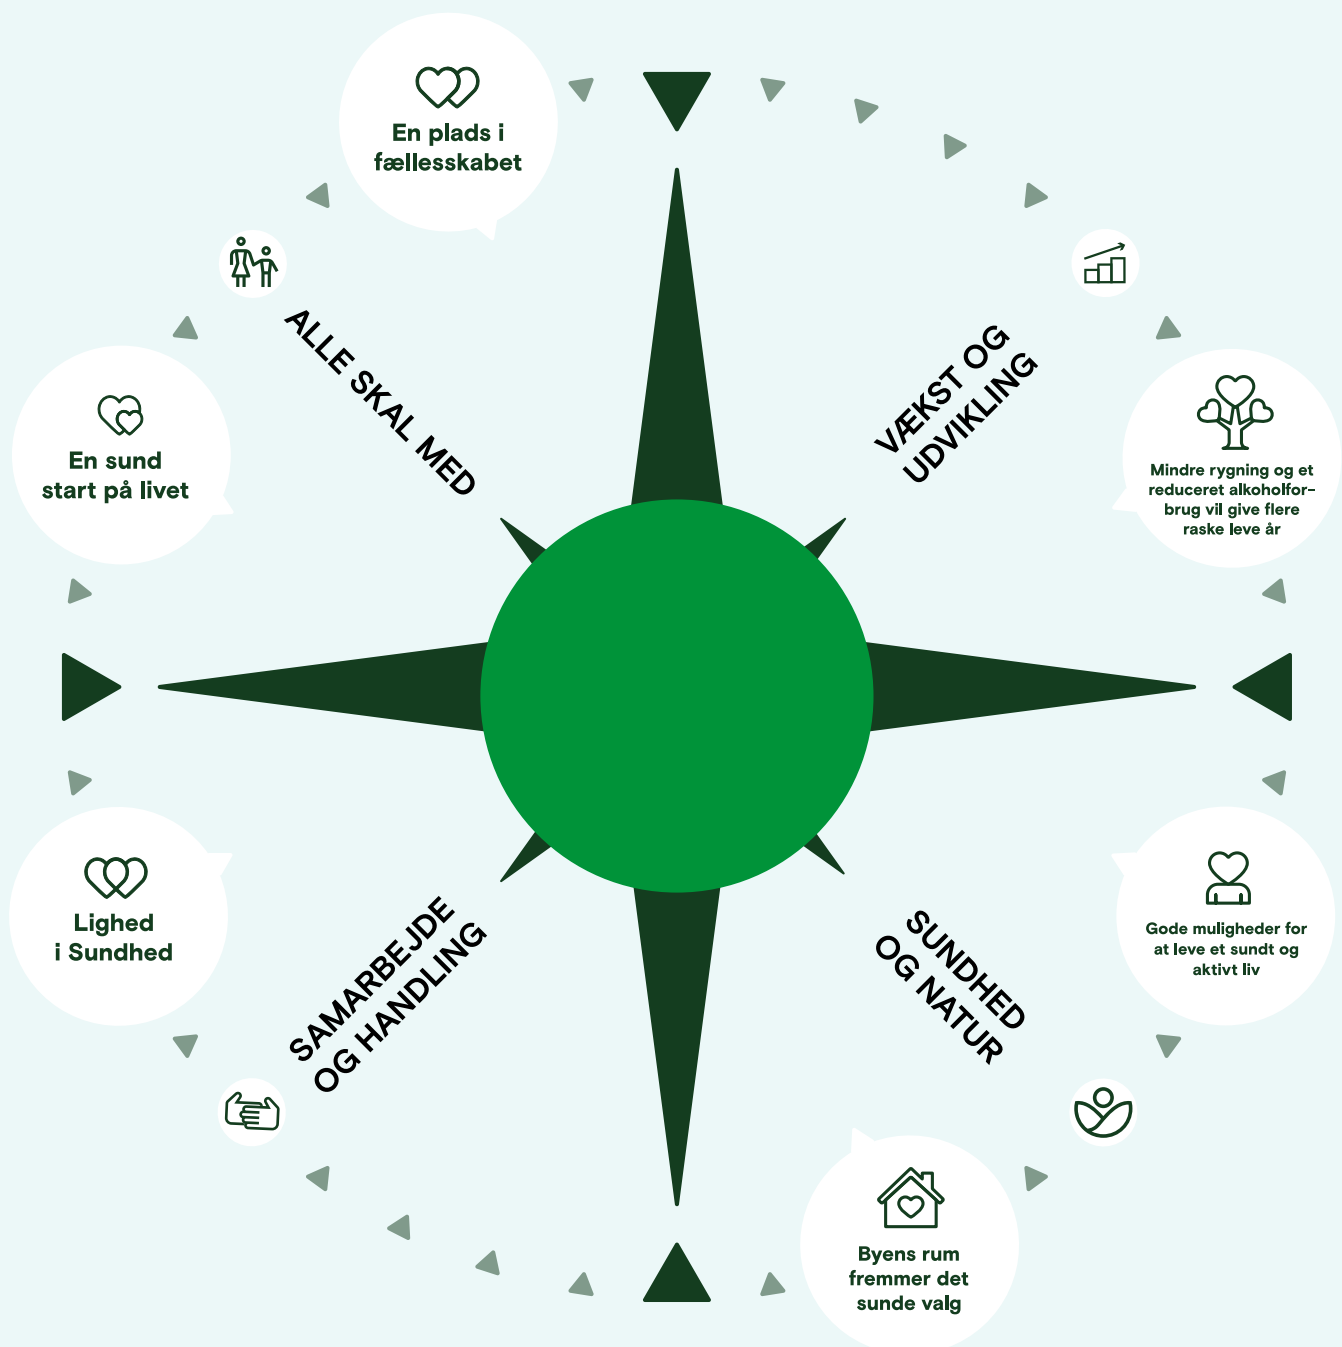 En plads i
fællesskabet
ALLE SKAL MED
En sund
start på livet
VÆKST OG
UDVIKLING
Mindre rygning og et
reduceret alkoholfor-
brug vil give flere
raske leve år
Lighed
i Sundhed
SAMARBEJDE
OG HANDLING
SUNDHED
OG NATUR
Gode muligheder for
at leve et sundt og
aktivt liv
Byens rum
fremmer det
sunde valg